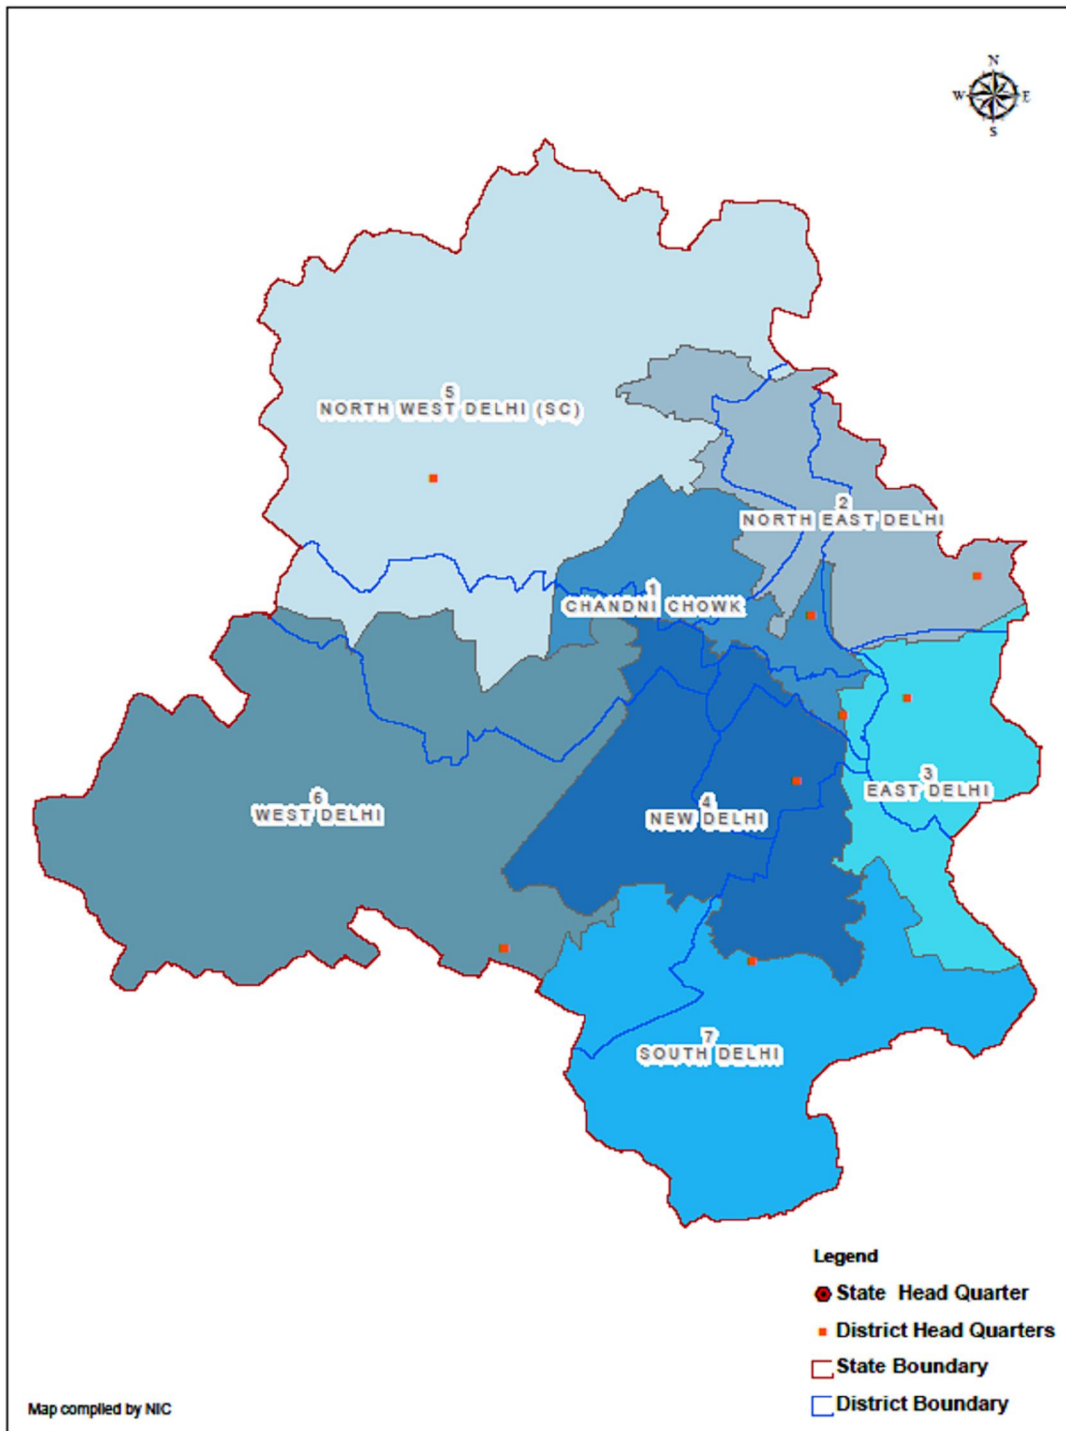 N
W E
S
5
NORTH WEST DELHI (SC)
2
NORTH EAST DELHI
1
CHANDNI CHOWK
3
EAST DELHI
6
WEST DELHI
4
NEW DELHI
7
SOUTH DELHI
Legend
State Head Quarter
District Head Quarters
State Boundary
District Boundary
Map compiled by NIC